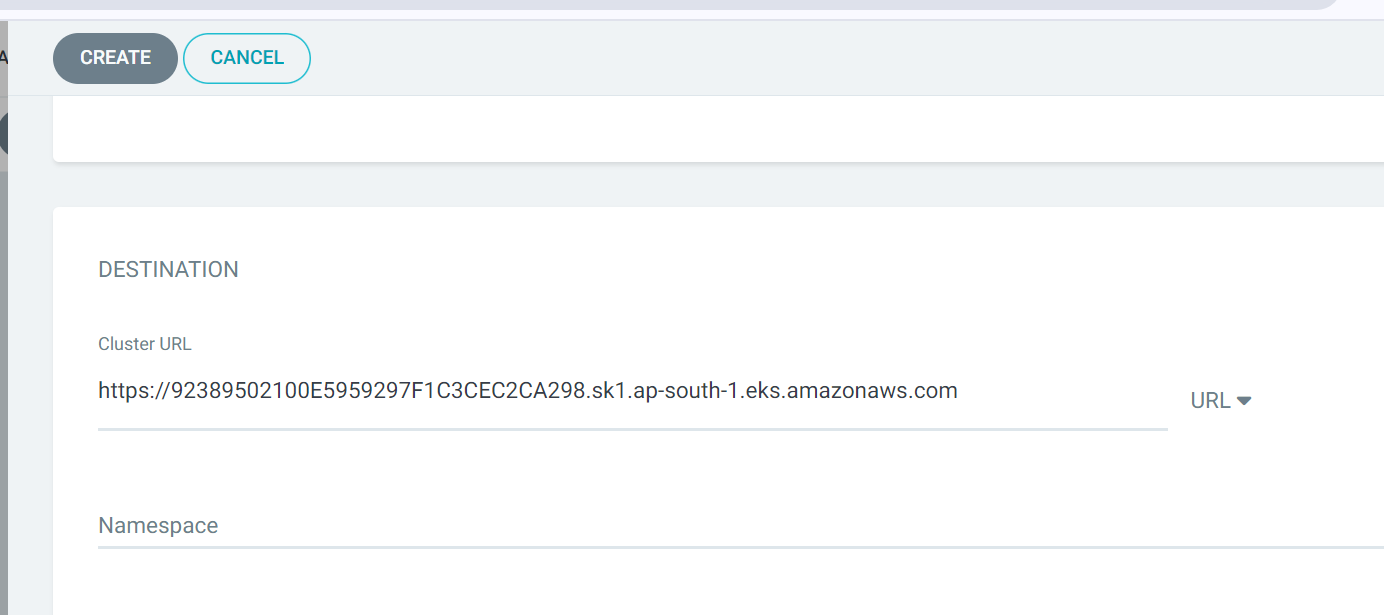 CREATE CANCEL
DESTINATION
Cluster URL
https://92389502100E5959297F1C3CEC2CA298.sk1.ap-south-1.eks.amazonaws.com
URL
Namespace